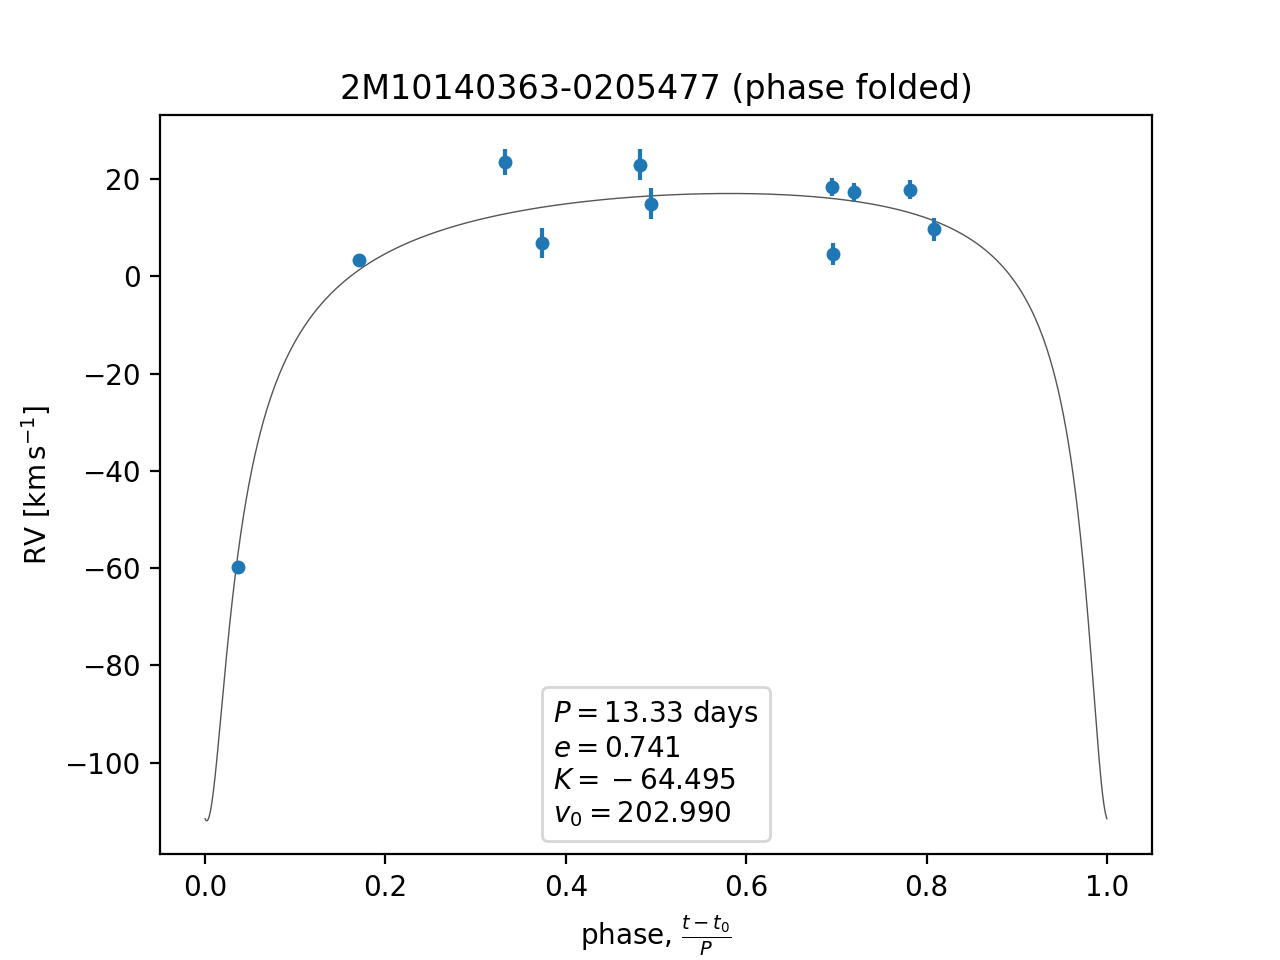 2M10140363-0205477 (phase folded)
20
0
−20
−40
−60
−80
−100
RV [km s⁻¹]
P = 13.33 days
e = 0.741
K = − 64.495
v₀ = 202.990
0.0 0.2 0.4 0.6 0.8 1.0
phase, (t − t₀)/P